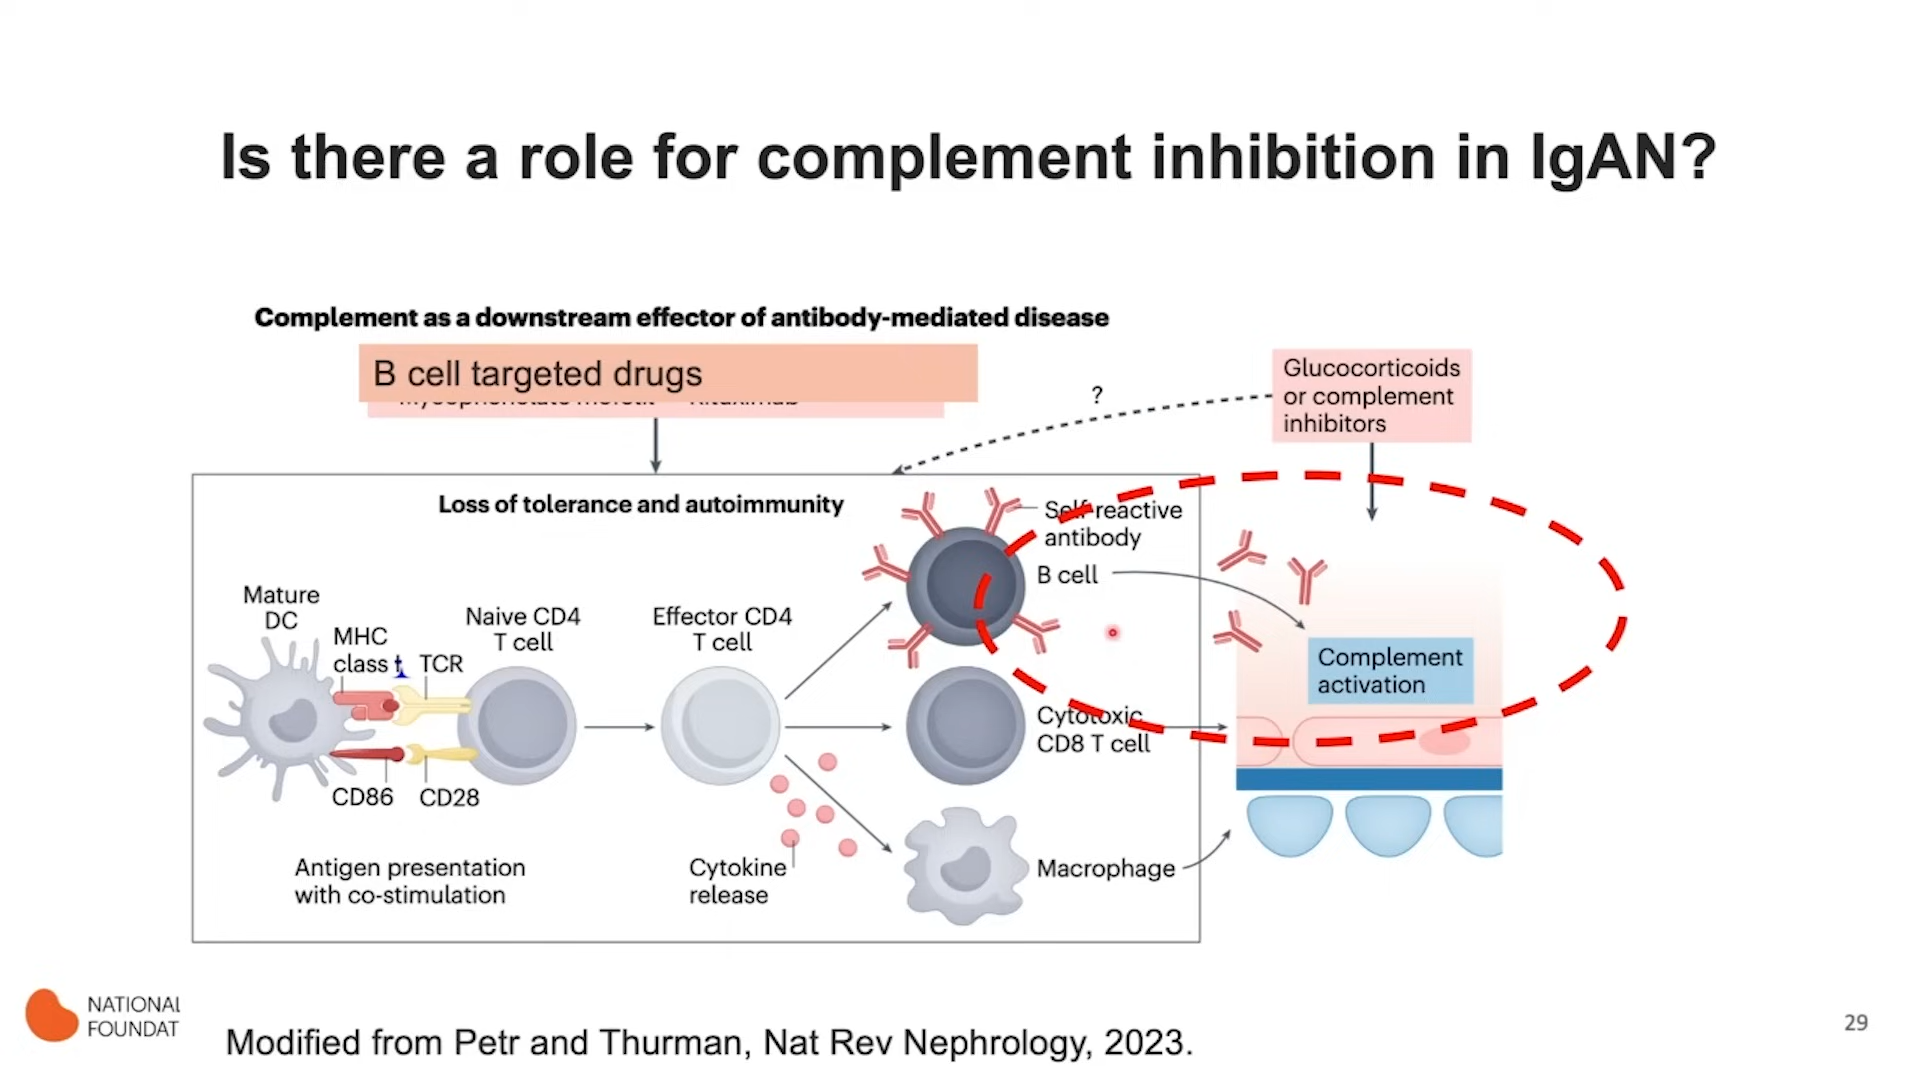 Is there a role for complement inhibition in IgAN?
Complement as a downstream effector of antibody-mediated disease
B cell targeted drugs
?
Glucocorticoids
or complement
inhibitors
Loss of tolerance and autoimmunity
Self-reactive
antibody
B cell
Mature
DC
MHC
class
TCR
Naive CD4
T cell
Effector CD4
T cell
Complement
activation
Cytotoxic
CD8 T cell
CD86
CD28
Antigen presentation
with co-stimulation
Cytokine
release
Macrophage
NATIONAL
FOUNDAT
Modified from Petr and Thurman, Nat Rev Nephrology, 2023.
29